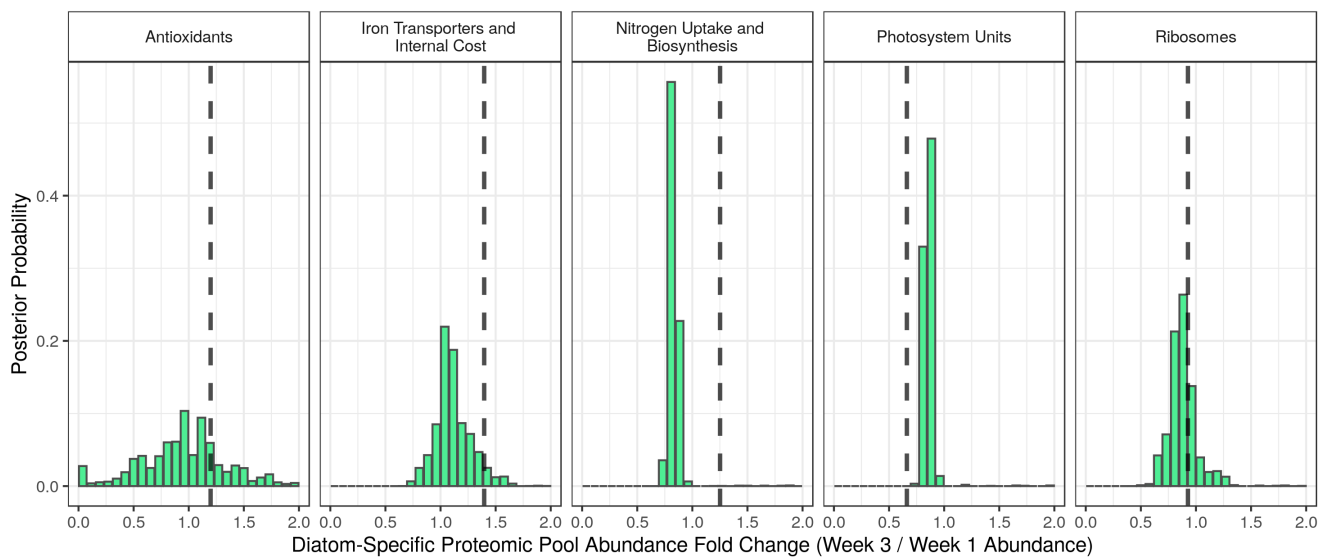 Antioxidants
Iron Transporters and
Internal Cost
Nitrogen Uptake and
Biosynthesis
Photosystem Units
Ribosomes
Posterior Probability
0.4
0.2
0.0
0.0 0.5 1.0 1.5 2.0
0.0 0.5 1.0 1.5 2.0
0.0 0.5 1.0 1.5 2.0
0.0 0.5 1.0 1.5 2.0
0.0 0.5 1.0 1.5 2.0
Diatom-Specific Proteomic Pool Abundance Fold Change (Week 3 / Week 1 Abundance)